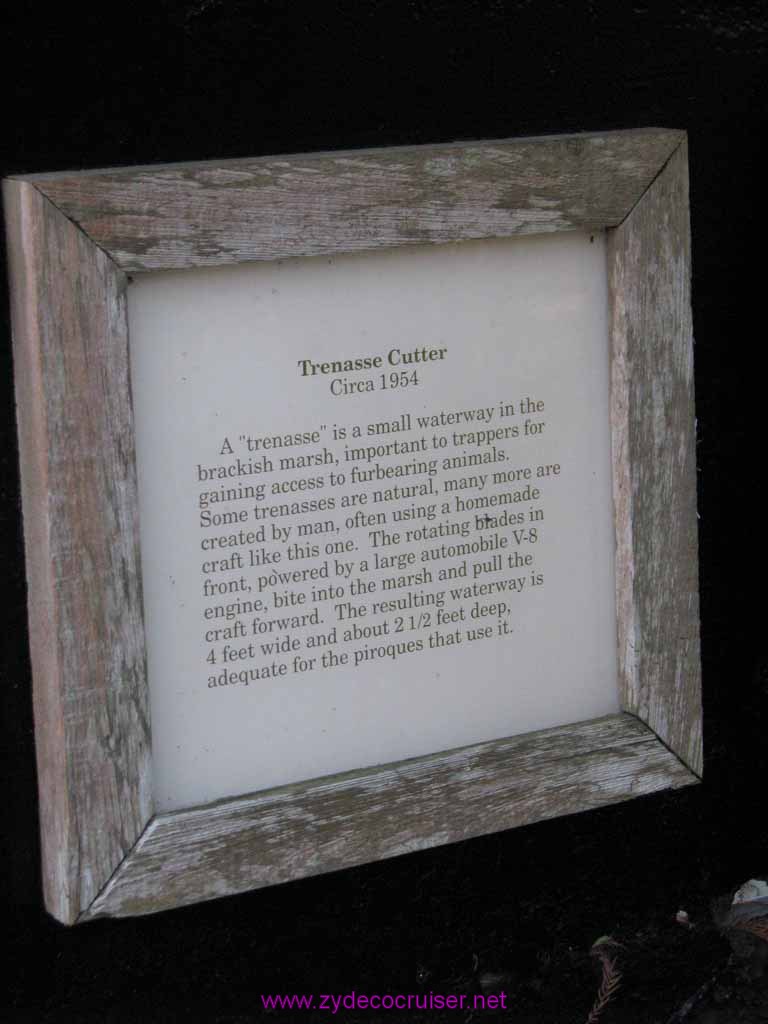 Trenasse Cutter
Circa 1954
A "trenasse" is a small waterway in the
brackish marsh, important to trappers for
gaining access to furbearing animals.
Some trenasses are natural, many more are
created by man, often using a homemade
craft like this one. The rotating blades in
front, powered by a large automobile V-8
engine, bite into the marsh and pull the
craft forward. The resulting waterway is
4 feet wide and about 2 1/2 feet deep,
adequate for the piroques that use it.
www.zydecocruiser.net